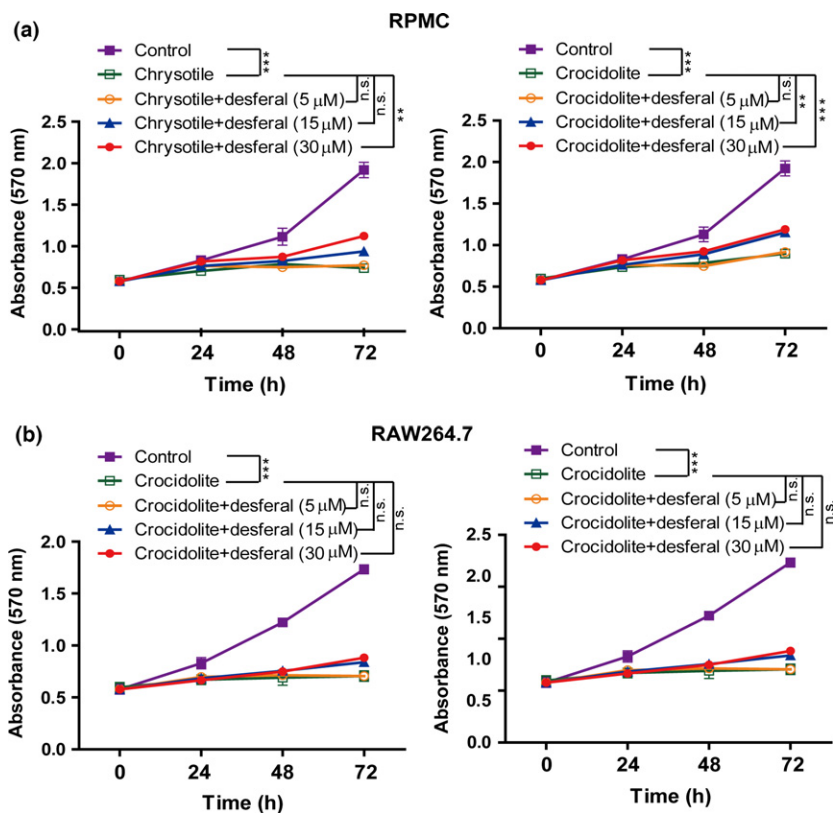 (a)
RPMC
Control
Chrysotile
Chrysotile+desferal (5 μM)
Chrysotile+desferal (15 μM)
Chrysotile+desferal (30 μM)
***
n.s.
n.s.
**
Absorbance (570 nm)
2.5
2.0
1.5
1.0
0.5
0.0
0 24 48 72
Time (h)
Control
Crocidolite
Crocidolite+desferal (5 μM)
Crocidolite+desferal (15 μM)
Crocidolite+desferal (30 μM)
***
n.s.
**
***
Absorbance (570 nm)
2.5
2.0
1.5
1.0
0.5
0.0
0 24 48 72
Time (h)
(b)
RAW264.7
Control
Crocidolite
Crocidolite+desferal (5 μM)
Crocidolite+desferal (15 μM)
Crocidolite+desferal (30 μM)
***
n.s.
n.s.
n.s.
Absorbance (570 nm)
2.0
1.5
1.0
0.5
0.0
0 24 48 72
Time (h)
Control
Crocidolite
Crocidolite+desferal (5 μM)
Crocidolite+desferal (15 μM)
Crocidolite+desferal (30 μM)
***
n.s.
n.s.
n.s.
Absorbance (570 nm)
2.5
2.0
1.5
1.0
0.5
0.0
0 24 48 72
Time (h)